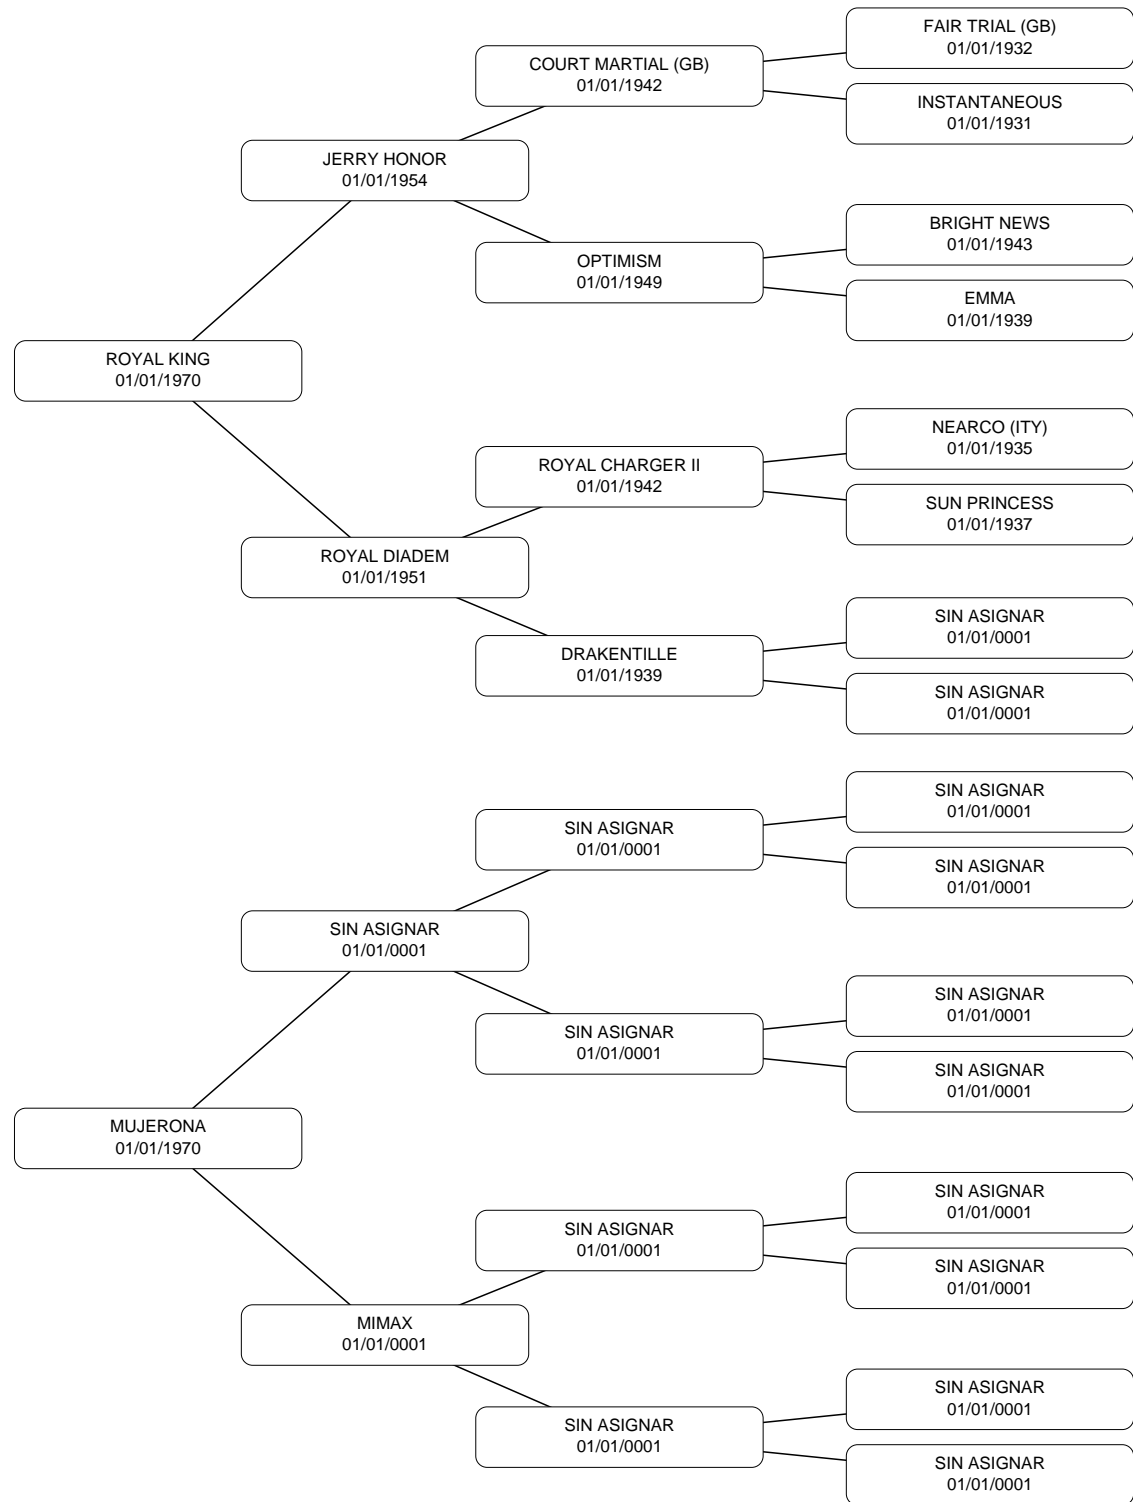 FAIR TRIAL (GB)
01/01/1932
COURT MARTIAL (GB)
01/01/1942
INSTANTANEOUS
01/01/1931
JERRY HONOR
01/01/1954
BRIGHT NEWS
01/01/1943
OPTIMISM
01/01/1949
EMMA
01/01/1939
ROYAL KING
01/01/1970
NEARCO (ITY)
01/01/1935
ROYAL CHARGER II
01/01/1942
SUN PRINCESS
01/01/1937
ROYAL DIADEM
01/01/1951
SIN ASIGNAR
01/01/0001
DRAKENTILLE
01/01/1939
SIN ASIGNAR
01/01/0001
SIN ASIGNAR
01/01/0001
SIN ASIGNAR
01/01/0001
SIN ASIGNAR
01/01/0001
SIN ASIGNAR
01/01/0001
SIN ASIGNAR
01/01/0001
SIN ASIGNAR
01/01/0001
SIN ASIGNAR
01/01/0001
MUJERONA
01/01/1970
SIN ASIGNAR
01/01/0001
SIN ASIGNAR
01/01/0001
SIN ASIGNAR
01/01/0001
MIMAX
01/01/0001
SIN ASIGNAR
01/01/0001
SIN ASIGNAR
01/01/0001
SIN ASIGNAR
01/01/0001